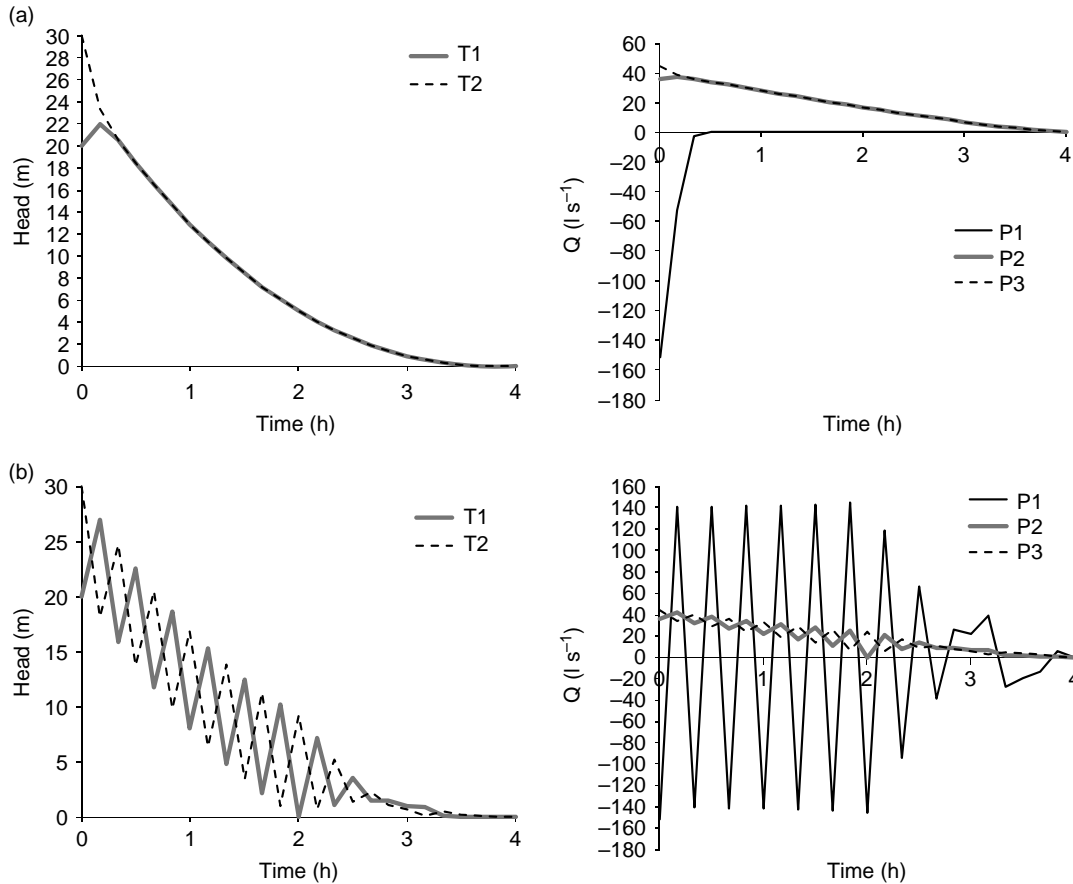 (a)
30
28
26
24
22
20
18
16
14
12
10
8
6
4
2
0
Head (m)
0 1 2 3 4
Time (h)
T1
T2
60
40
20
0
–20
–40
–60
–80
–100
–120
–140
–160
–180
Q (l s⁻¹)
0 1 2 3 4
Time (h)
P1
P2
P3
(b)
30
25
20
15
10
5
0
Head (m)
0 1 2 3 4
Time (h)
T1
T2
160
140
120
100
80
60
40
20
0
–20
–40
–60
–80
–100
–120
–140
–160
–180
Q (l s⁻¹)
0 1 2 3 4
Time (h)
P1
P2
P3